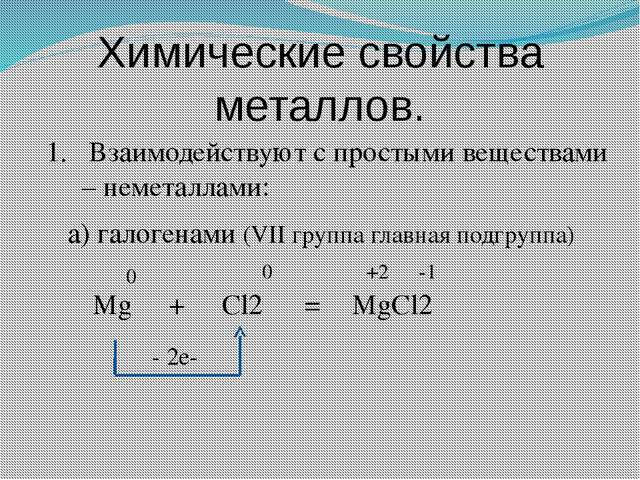 Химические свойства
металлов.
1. Взаимодействуют с простыми веществами
– неметаллами:
а) галогенами (VII группа главная подгруппа)
0 0 +2 -1
Mg + Cl2 = MgCl2
- 2e-